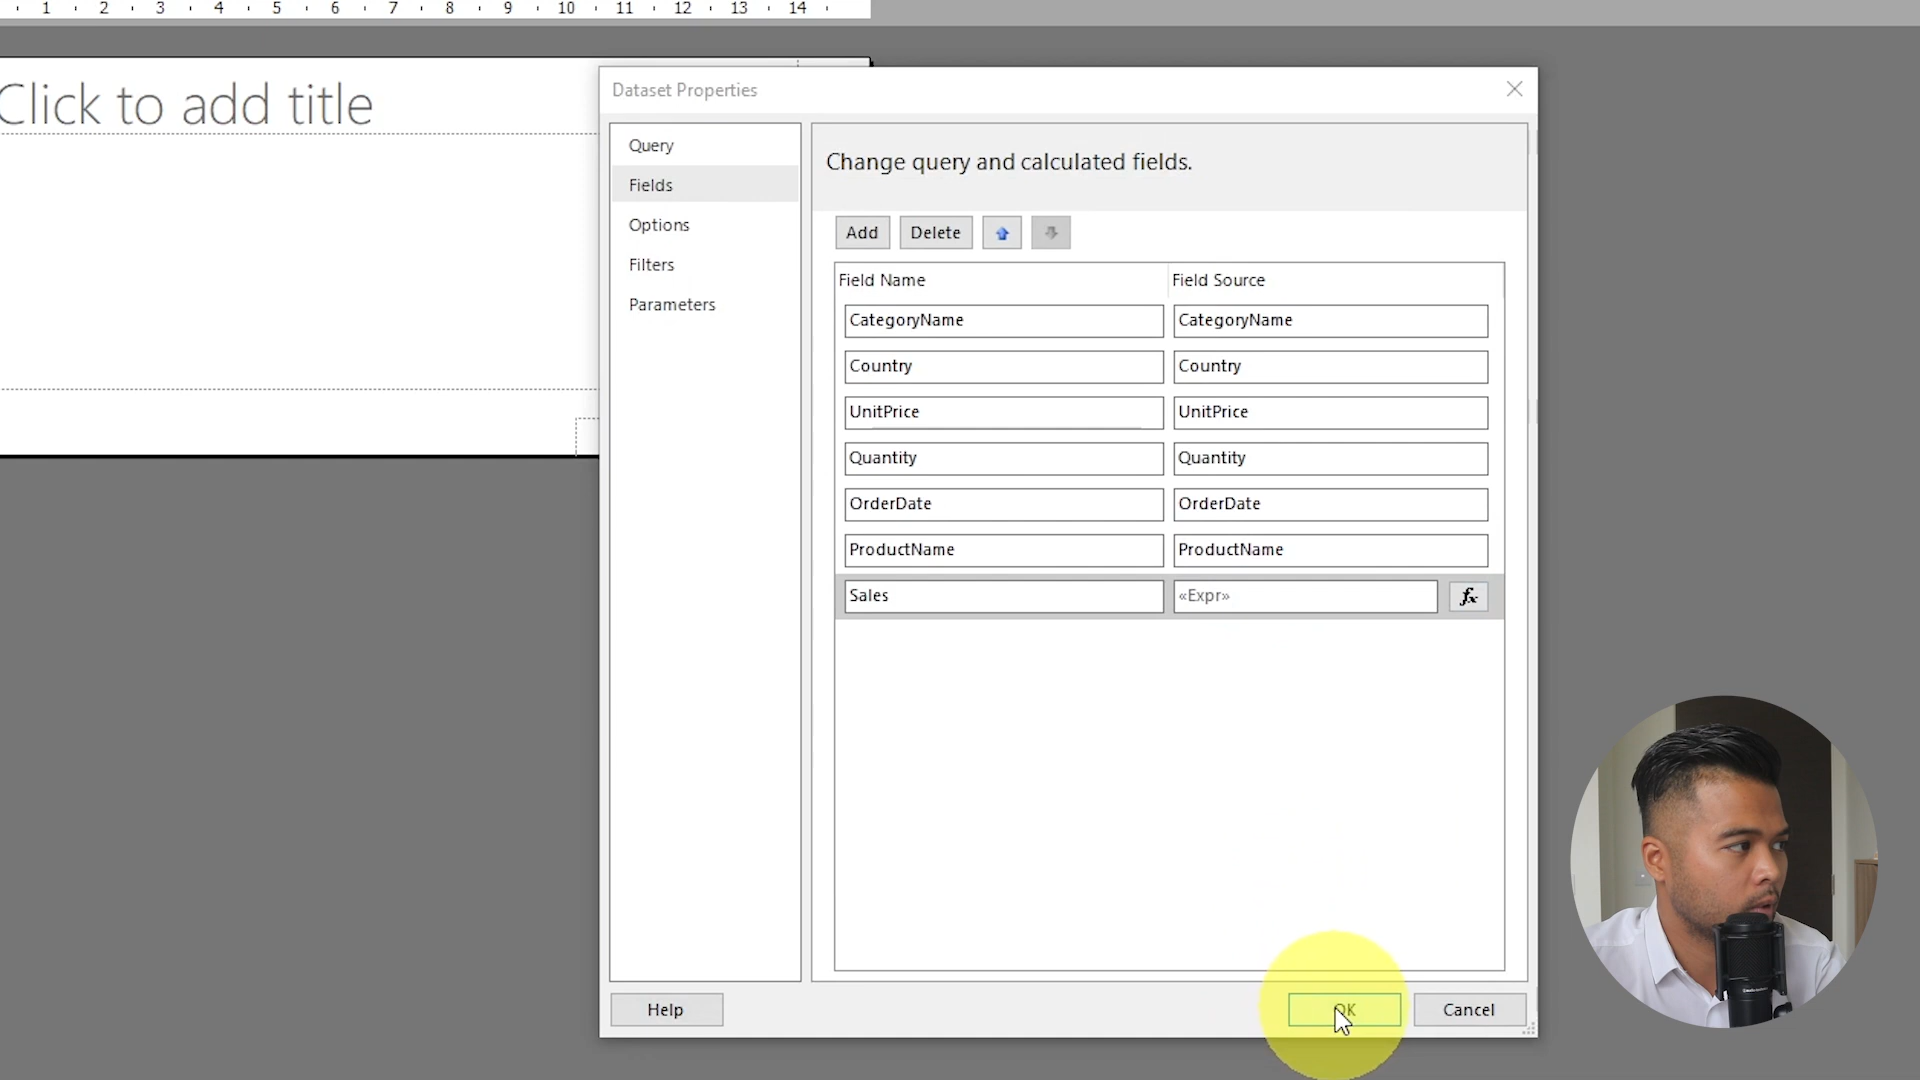 1 2 3 4 5 6 7 8 9 10 11 12 13 14
Click to add title
Dataset Properties
Query
Fields
Options
Filters
Parameters
Change query and calculated fields.
Add Delete
Field Name Field Source
CategoryName CategoryName
Country Country
UnitPrice UnitPrice
Quantity Quantity
OrderDate OrderDate
ProductName ProductName
Sales «Expr» fx
Help OK Cancel